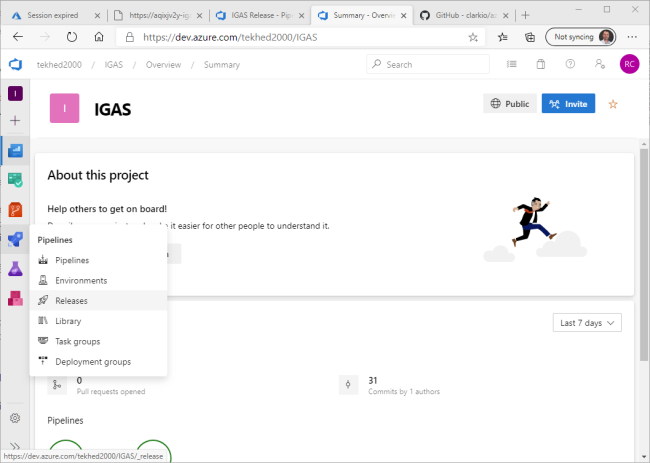 Session expired
https://aqixjv2y-ig
IGAS Release - Pip
Summary - Overview
GitHub - clarkio/az
https://dev.azure.com/tekhed2000/IGAS
Not syncing
tekhed2000 / IGAS / Overview / Summary
Search
RC
I
I
IGAS
Public
Invite
About this project
Help others to get on board!
it easier for other people to understand it.
Pipelines
Pipelines
Environments
Releases
Library
Task groups
Deployment groups
Last 7 days
0
Pull requests opened
31
Commits by 1 authors
Pipelines
https://dev.azure.com/tekhed2000/IGAS/_release